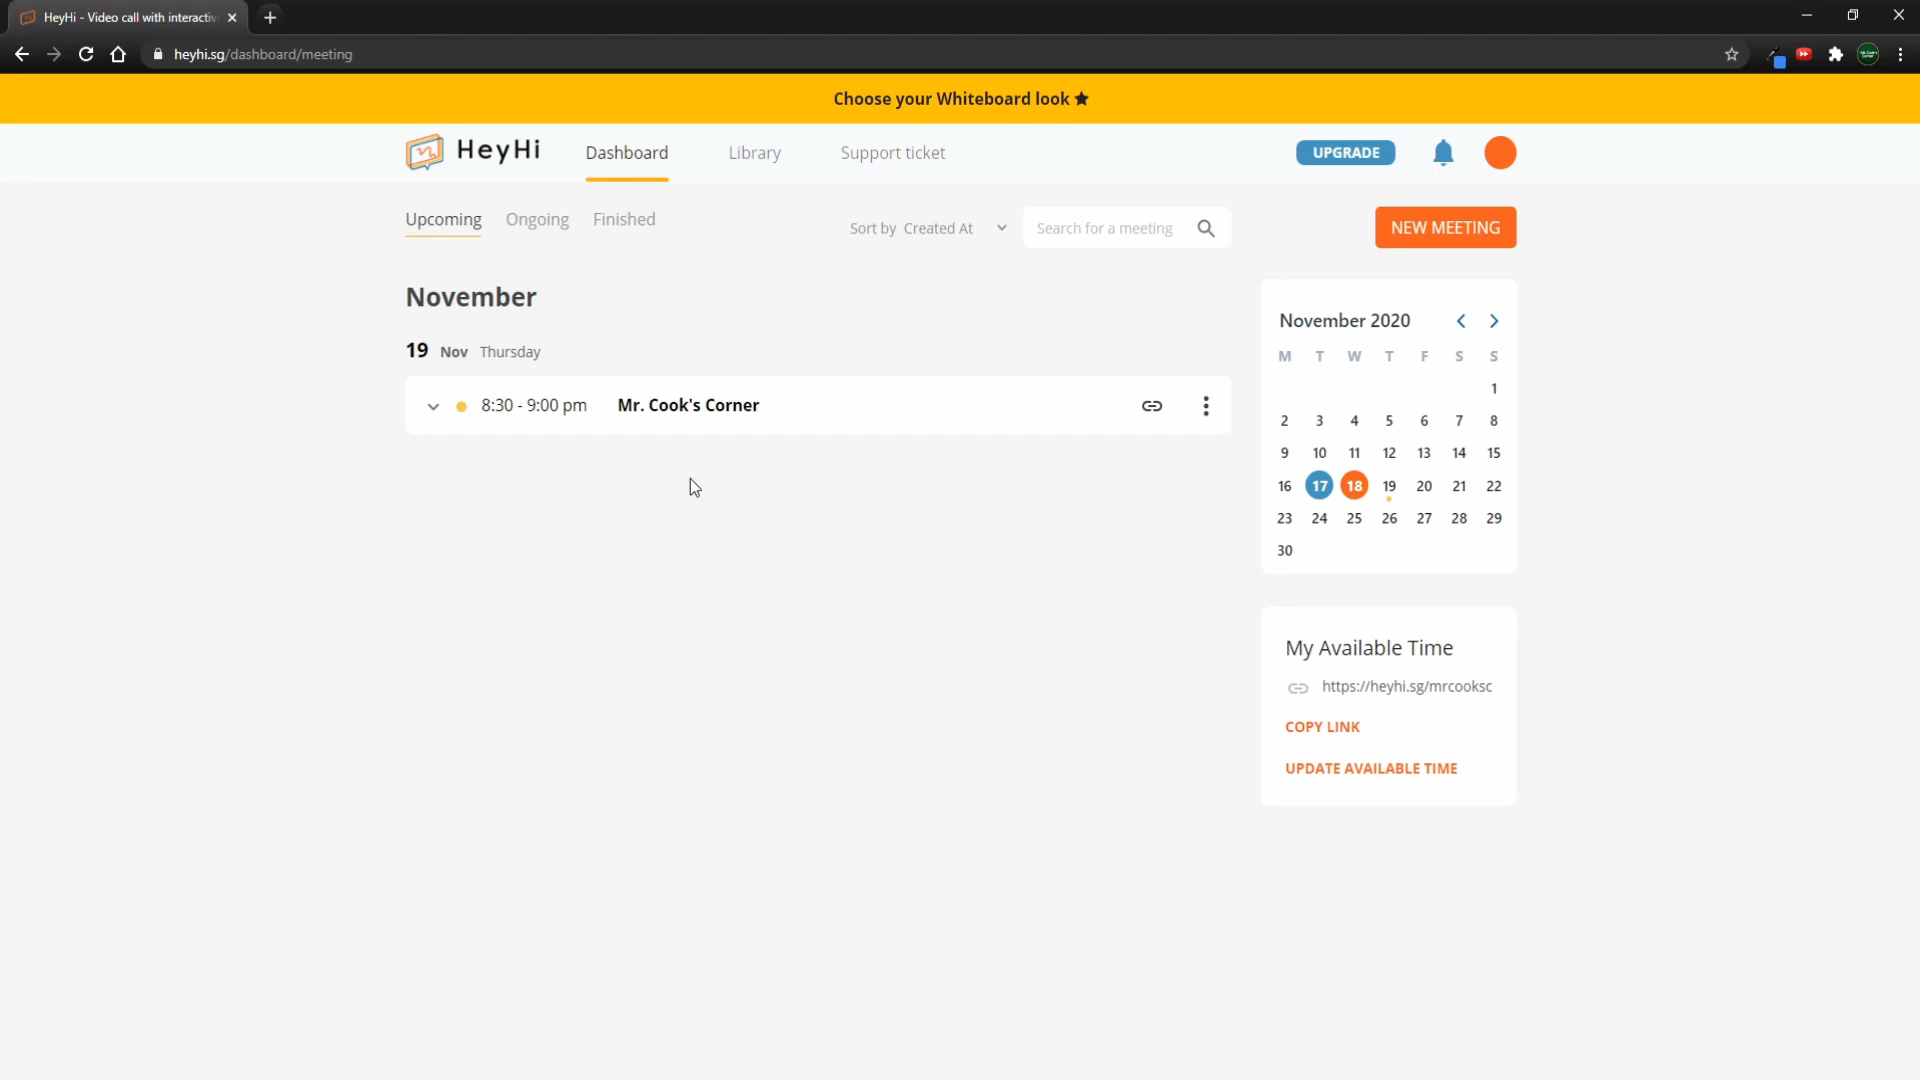 HeyHi - Video call with interactiv
heyhi.sg/dashboard/meeting
Choose your Whiteboard look
HeyHi
Dashboard
Library
Support ticket
UPGRADE
Upcoming
Ongoing
Finished
Sort by Created At
Search for a meeting
NEW MEETING
November
19 Nov Thursday
8:30 - 9:00 pm Mr. Cook's Corner
November 2020
M T W T F S S
1
2 3 4 5 6 7 8
9 10 11 12 13 14 15
16 17 18 19 20 21 22
23 24 25 26 27 28 29
30
My Available Time
https://heyhi.sg/mrcooksc
COPY LINK
UPDATE AVAILABLE TIME